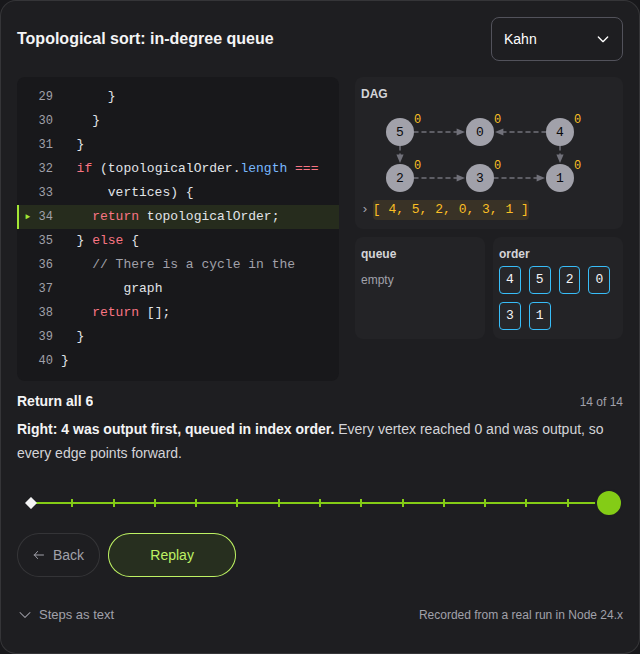 Topological sort: in-degree queue
Kahn
29 }
30 }
31 }
32 if (topologicalOrder.length ===
33 vertices) {
34 return topologicalOrder;
35 } else {
36 // There is a cycle in the
37 graph
38 return [];
39 }
40 }
DAG
5 0 0 0 4 0
2 0 3 0 1 0
› [ 4, 5, 2, 0, 3, 1 ]
queue
empty
order
4 5 2 0
3 1
Return all 6
14 of 14
Right: 4 was output first, queued in index order. Every vertex reached 0 and was output, so
every edge points forward.
← Back
Replay
Steps as text
Recorded from a real run in Node 24.x